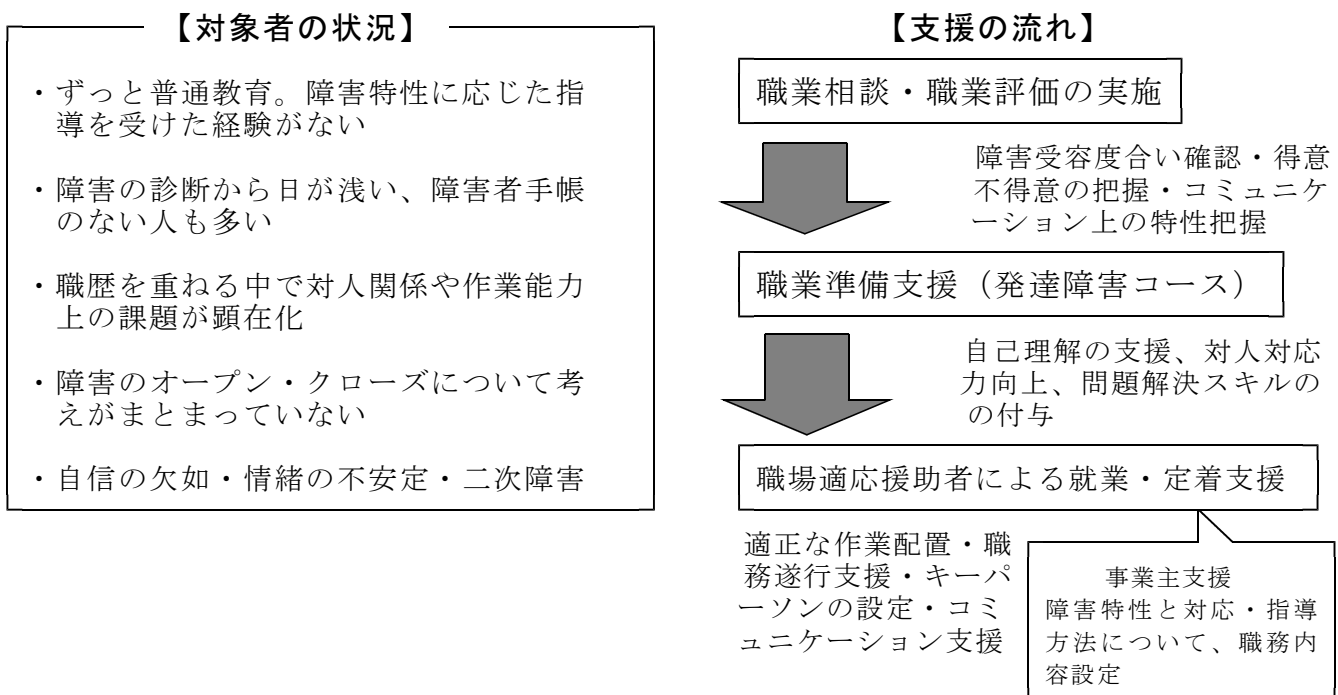 【対象者の状況】
・ずっと普通教育。障害特性に応じた指
導を受けた経験がない
・障害の診断から日が浅い、障害者手帳
のない人も多い
・職歴を重ねる中で対人関係や作業能力
上の課題が顕在化
・障害のオープン・クローズについて考
えがまとまっていない
・自信の欠如・情緒の不安定・二次障害
【支援の流れ】
職業相談・職業評価の実施
障害受容度合い確認・得意
不得意の把握・コミュニケ
ーション上の特性把握
職業準備支援（発達障害コース）
自己理解の支援、対人対応
力向上、問題解決スキルの
の付与
職場適応援助者による就業・定着支援
適正な作業配置・職
務遂行支援・キーパ
ーソンの設定・コミ
ュニケーション支援
事業主支援
障害特性と対応・指導
方法について、職務内
容設定